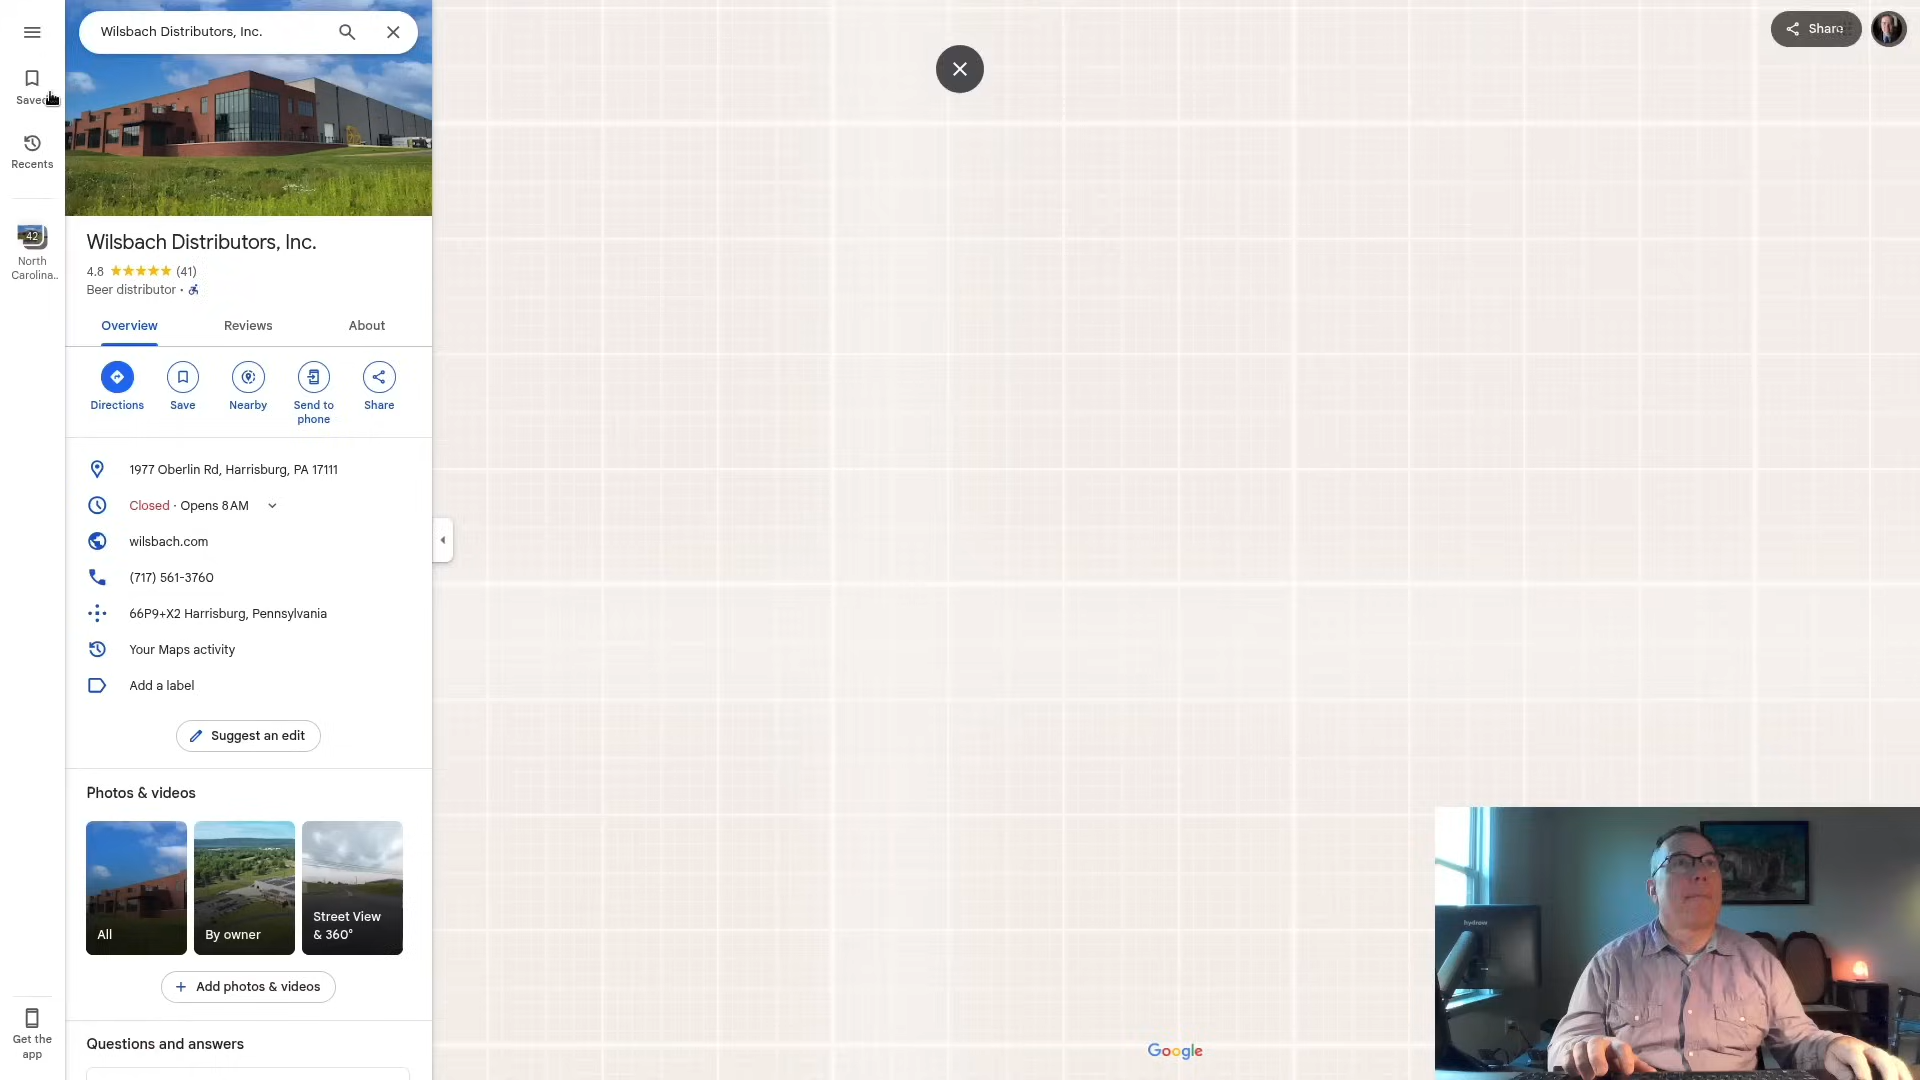 Wilsbach Distributors, Inc.
Share
Saved
Recents
42
North
Carolina..
Wilsbach Distributors, Inc.
4.8 (41)
Beer distributor ·
Overview
Reviews
About
Directions
Save
Nearby
Send to
phone
Share
1977 Oberlin Rd, Harrisburg, PA 17111
Closed · Opens 8 AM
wilsbach.com
(717) 561-3760
66P9+X2 Harrisburg, Pennsylvania
Your Maps activity
Add a label
Suggest an edit
Photos & videos
All
By owner
Street View
& 360°
+ Add photos & videos
Get the
app
Questions and answers
Google